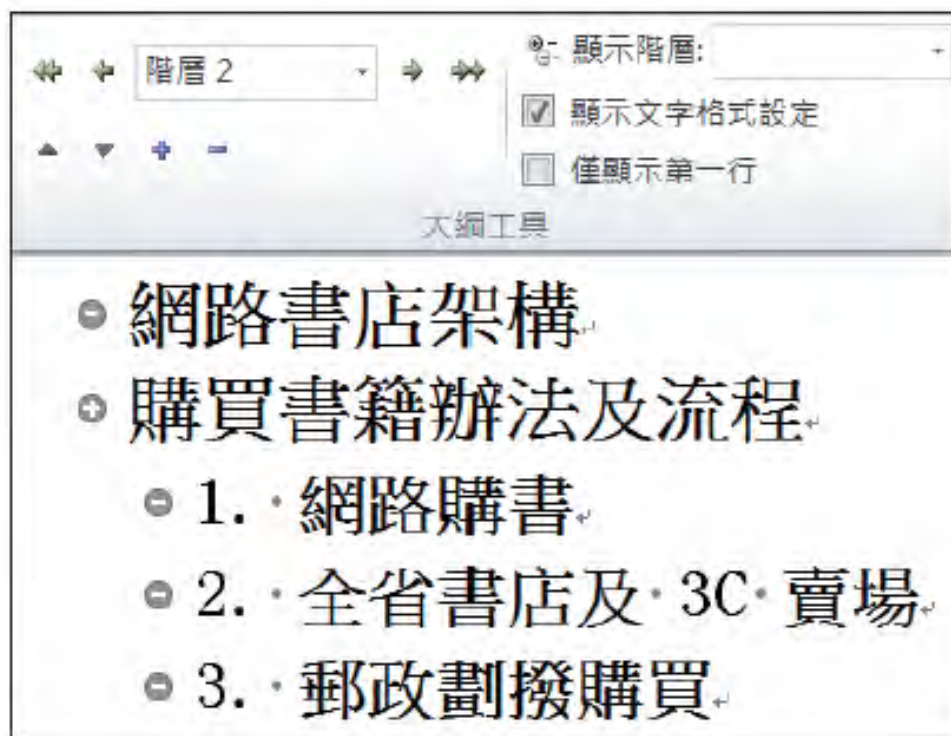 階層 2
顯示階層:
顯示文字格式設定
僅顯示第一行
大綱工具
網路書店架構
購買書籍辦法及流程
1. 網路購書
2. 全省書店及 3C 賣場
3. 郵政劃撥購買